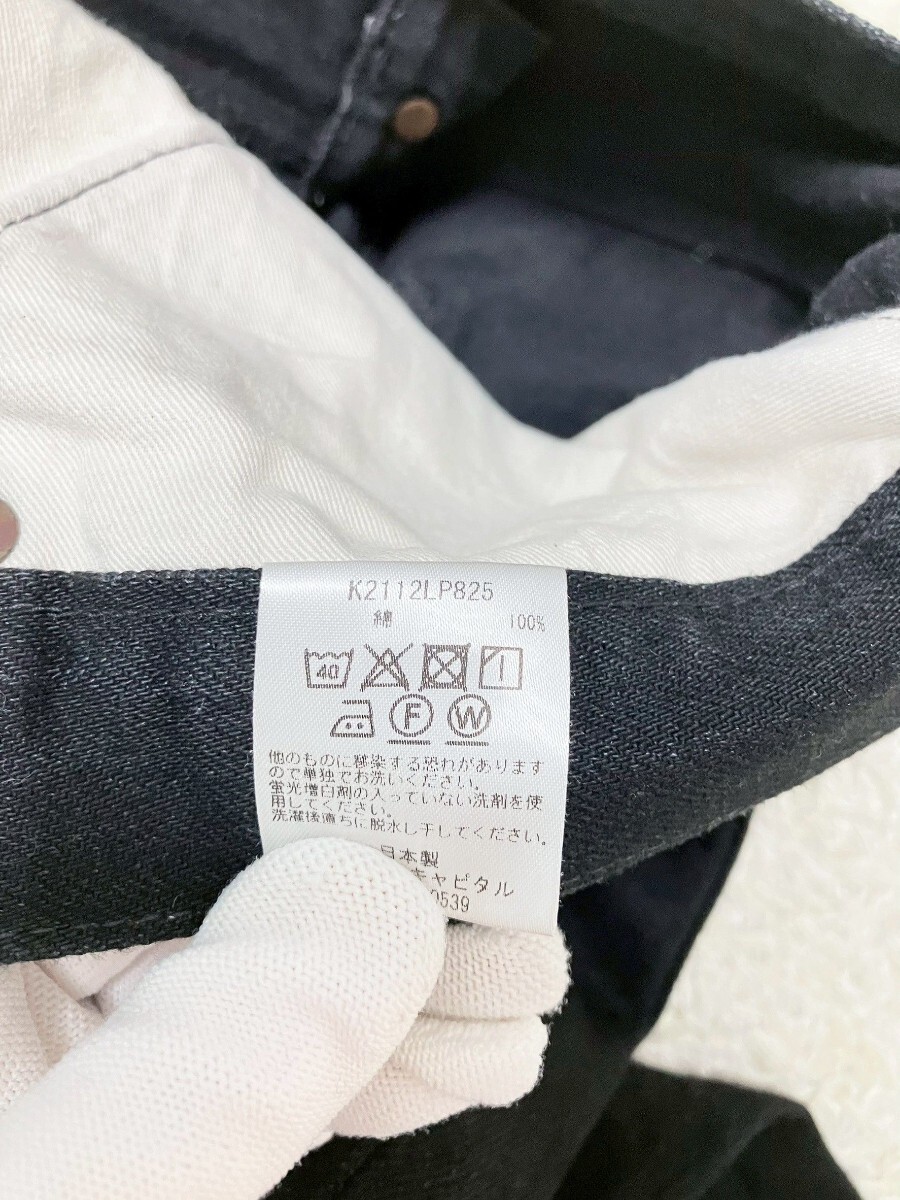 K2112LP825
綿 100%
40
F W
他のものに移染する恐れがあります
ので単独でお洗いください。
蛍光増白剤の入っていない洗剤を使
用してください。
洗濯後直ちに脱水し干してください。
日本製
キャピタル
0539